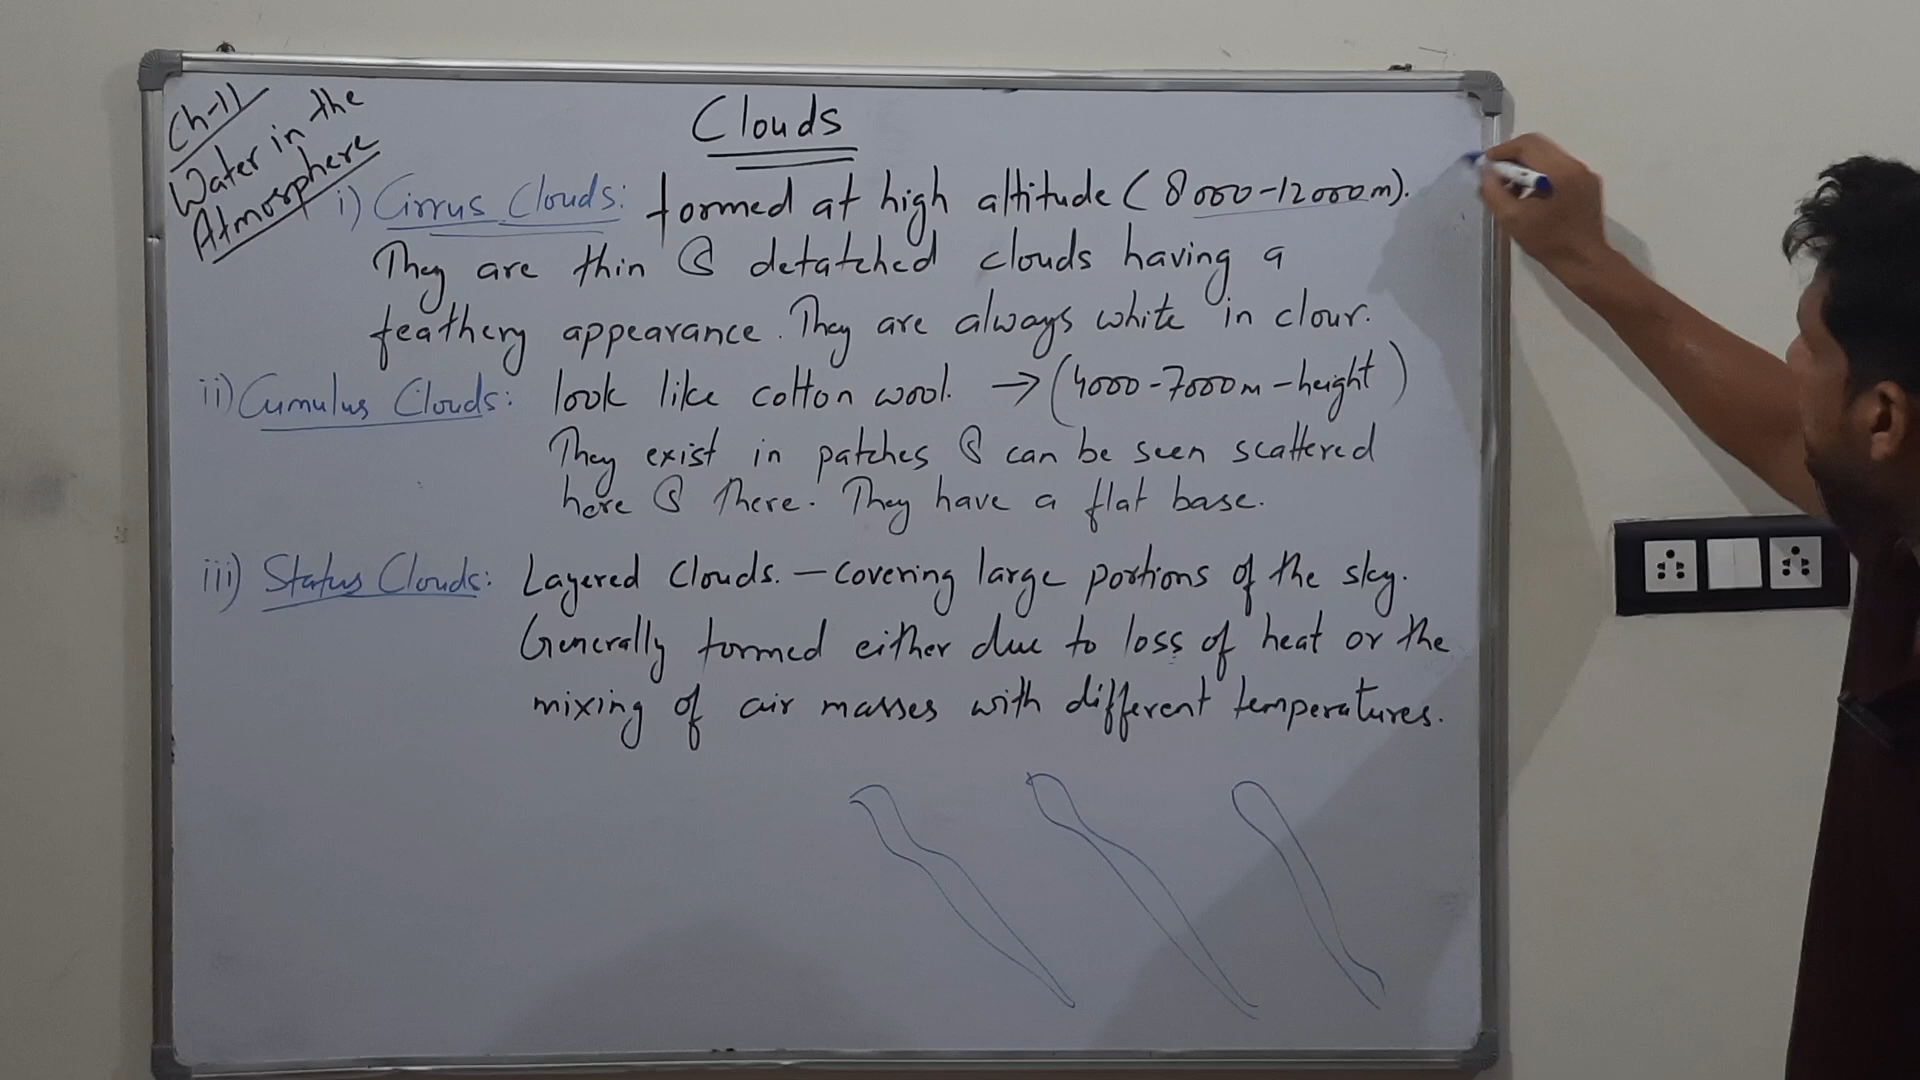 Ch-11
Water in the
Atmosphere
Clouds
i) Cirrus Clouds: formed at high altitude (8000-12000m).
They are thin & detatched clouds having a
feathery appearance. They are always white in clour.
ii) Cumulus Clouds: look like cotton wool. → (4000-7000m-height)
They exist in patches & can be seen scattered
here & there. They have a flat base.
iii) Status Clouds: Layered Clouds. - covering large portions of the sky.
Generally formed either due to loss of heat or the
mixing of air masses with different temperatures.